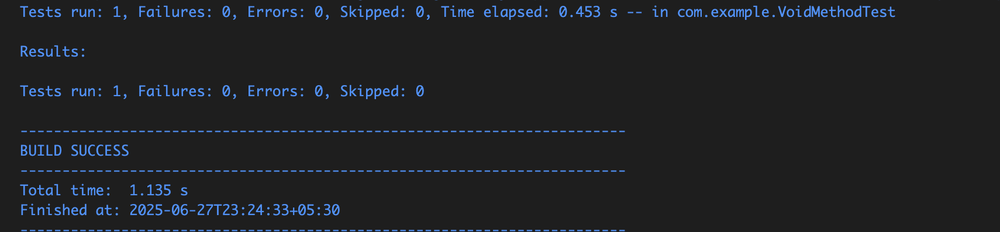 Tests run: 1, Failures: 0, Errors: 0, Skipped: 0, Time elapsed: 0.453 s -- in com.example.VoidMethodTest
Results:
Tests run: 1, Failures: 0, Errors: 0, Skipped: 0
------------------------------------------------------------------------
BUILD SUCCESS
------------------------------------------------------------------------
Total time:  1.135 s
Finished at: 2025-06-27T23:24:33+05:30
------------------------------------------------------------------------